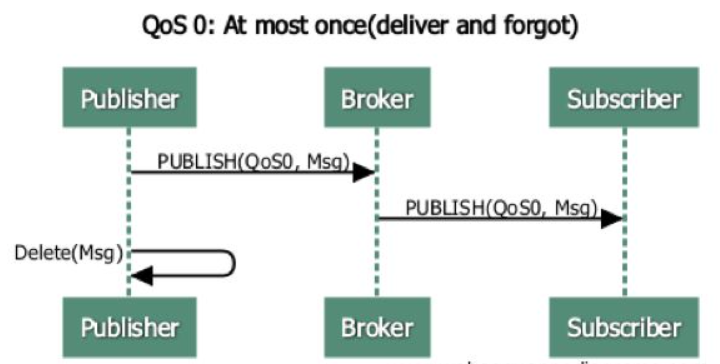 QoS 0: At most once(deliver and forgot)
Publisher
Broker
Subscriber
PUBLISH(QoS0, Msg)
PUBLISH(QoS0, Msg)
Delete(Msg)
Publisher
Broker
Subscriber